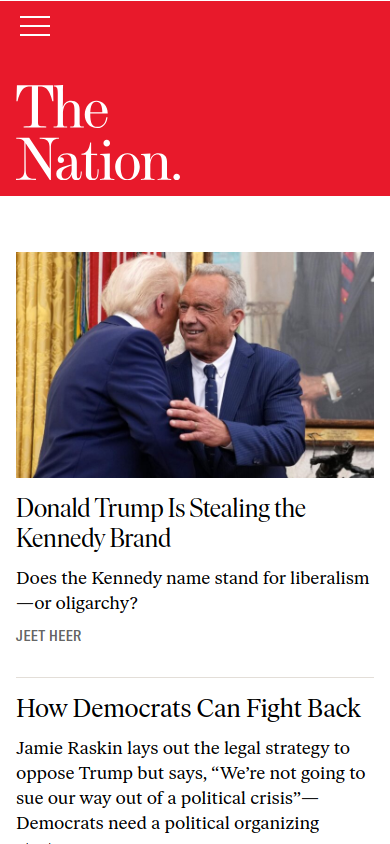 The
Nation.
Donald Trump Is Stealing the
Kennedy Brand
Does the Kennedy name stand for liberalism
—or oligarchy?
JEET HEER
How Democrats Can Fight Back
Jamie Raskin lays out the legal strategy to
oppose Trump but says, “We’re not going to
sue our way out of a political crisis”—
Democrats need a political organizing